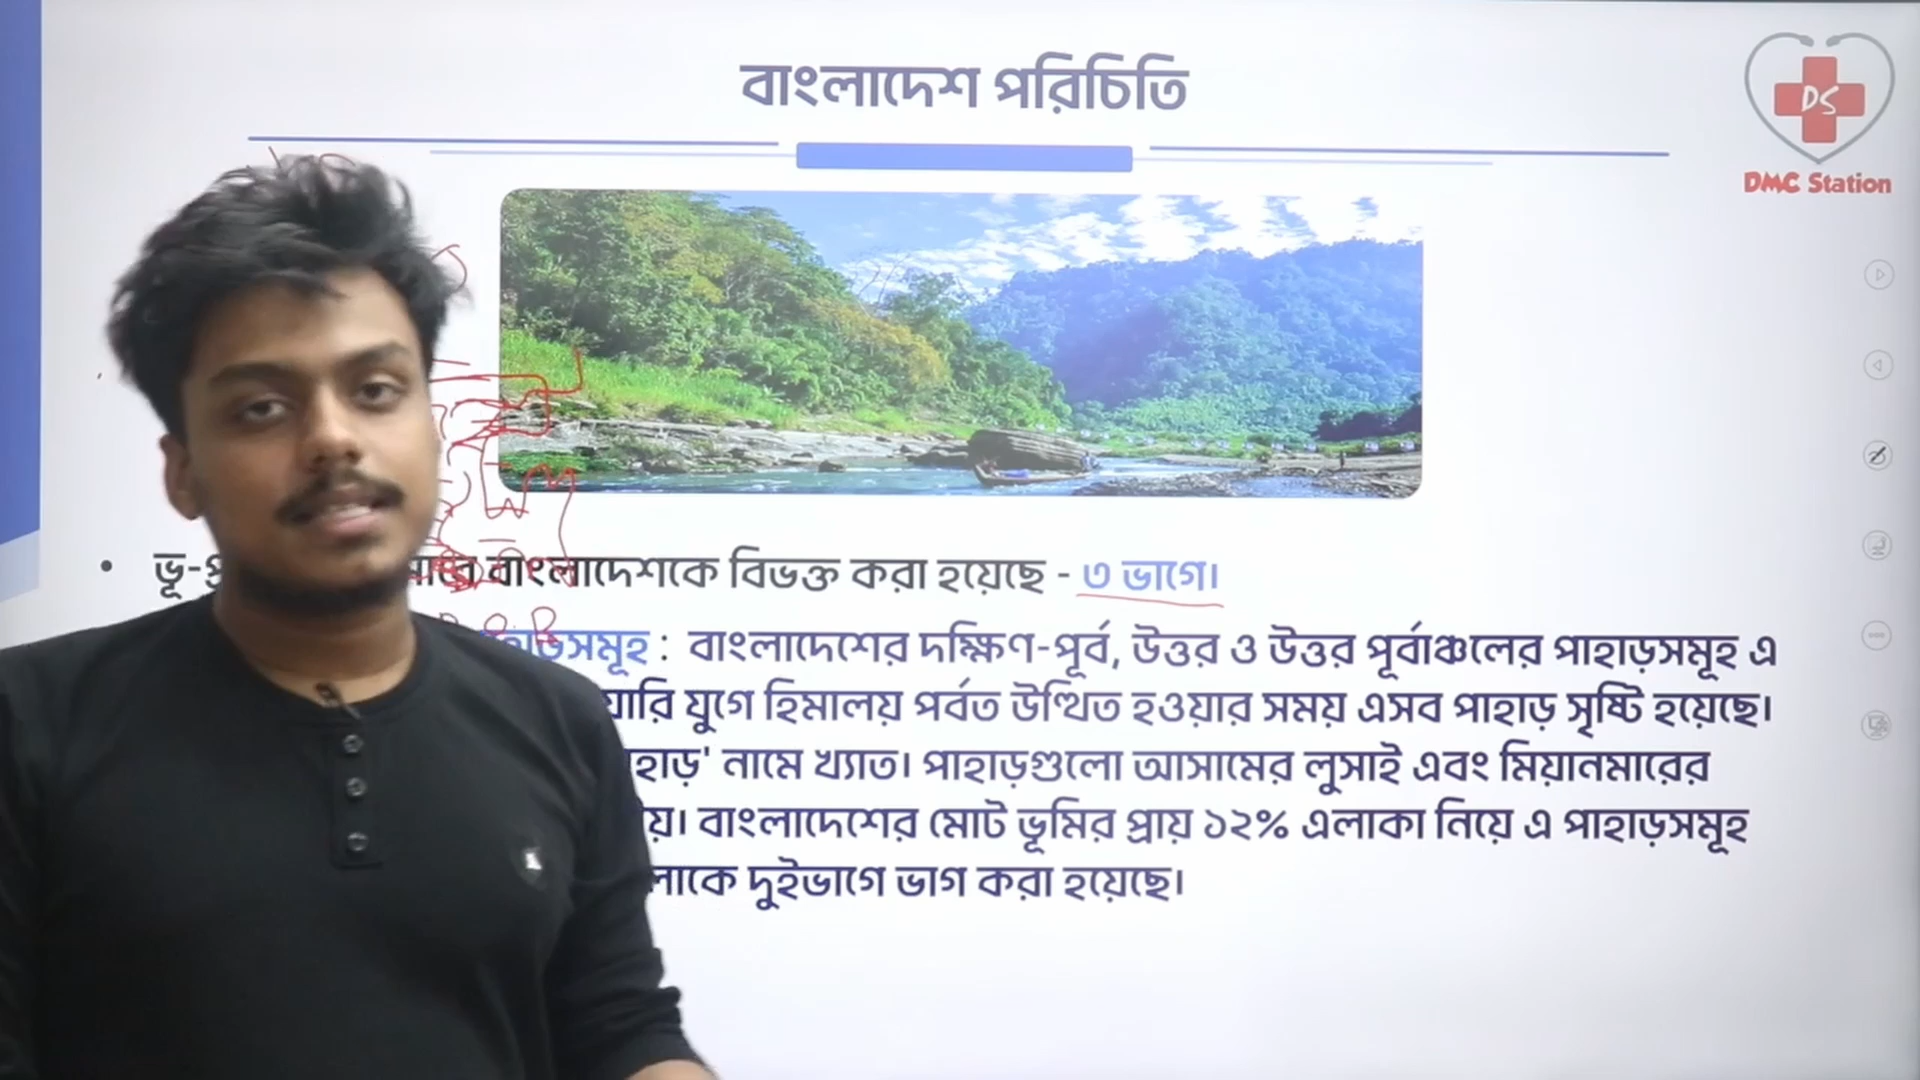 বাংলাদেশ পরিচিতি
DS
DMC Station
বাংলাদেশকে বিভক্ত করা হয়েছে - ৩ ভাগে।
বাংলাদেশের দক্ষিণ-পূর্ব, উত্তর ও উত্তর পূর্বাঞ্চলের পাহাড়সমূহ এ
যুগে হিমালয় পর্বত উত্থিত হওয়ার সময় এসব পাহাড় সৃষ্টি হয়েছে।
নামে খ্যাত। পাহাড়গুলো আসামের লুসাই এবং মিয়ানমারের
বাংলাদেশের মোট ভূমির প্রায় ১২% এলাকা নিয়ে এ পাহাড়সমূহ
দুইভাগে ভাগ করা হয়েছে।